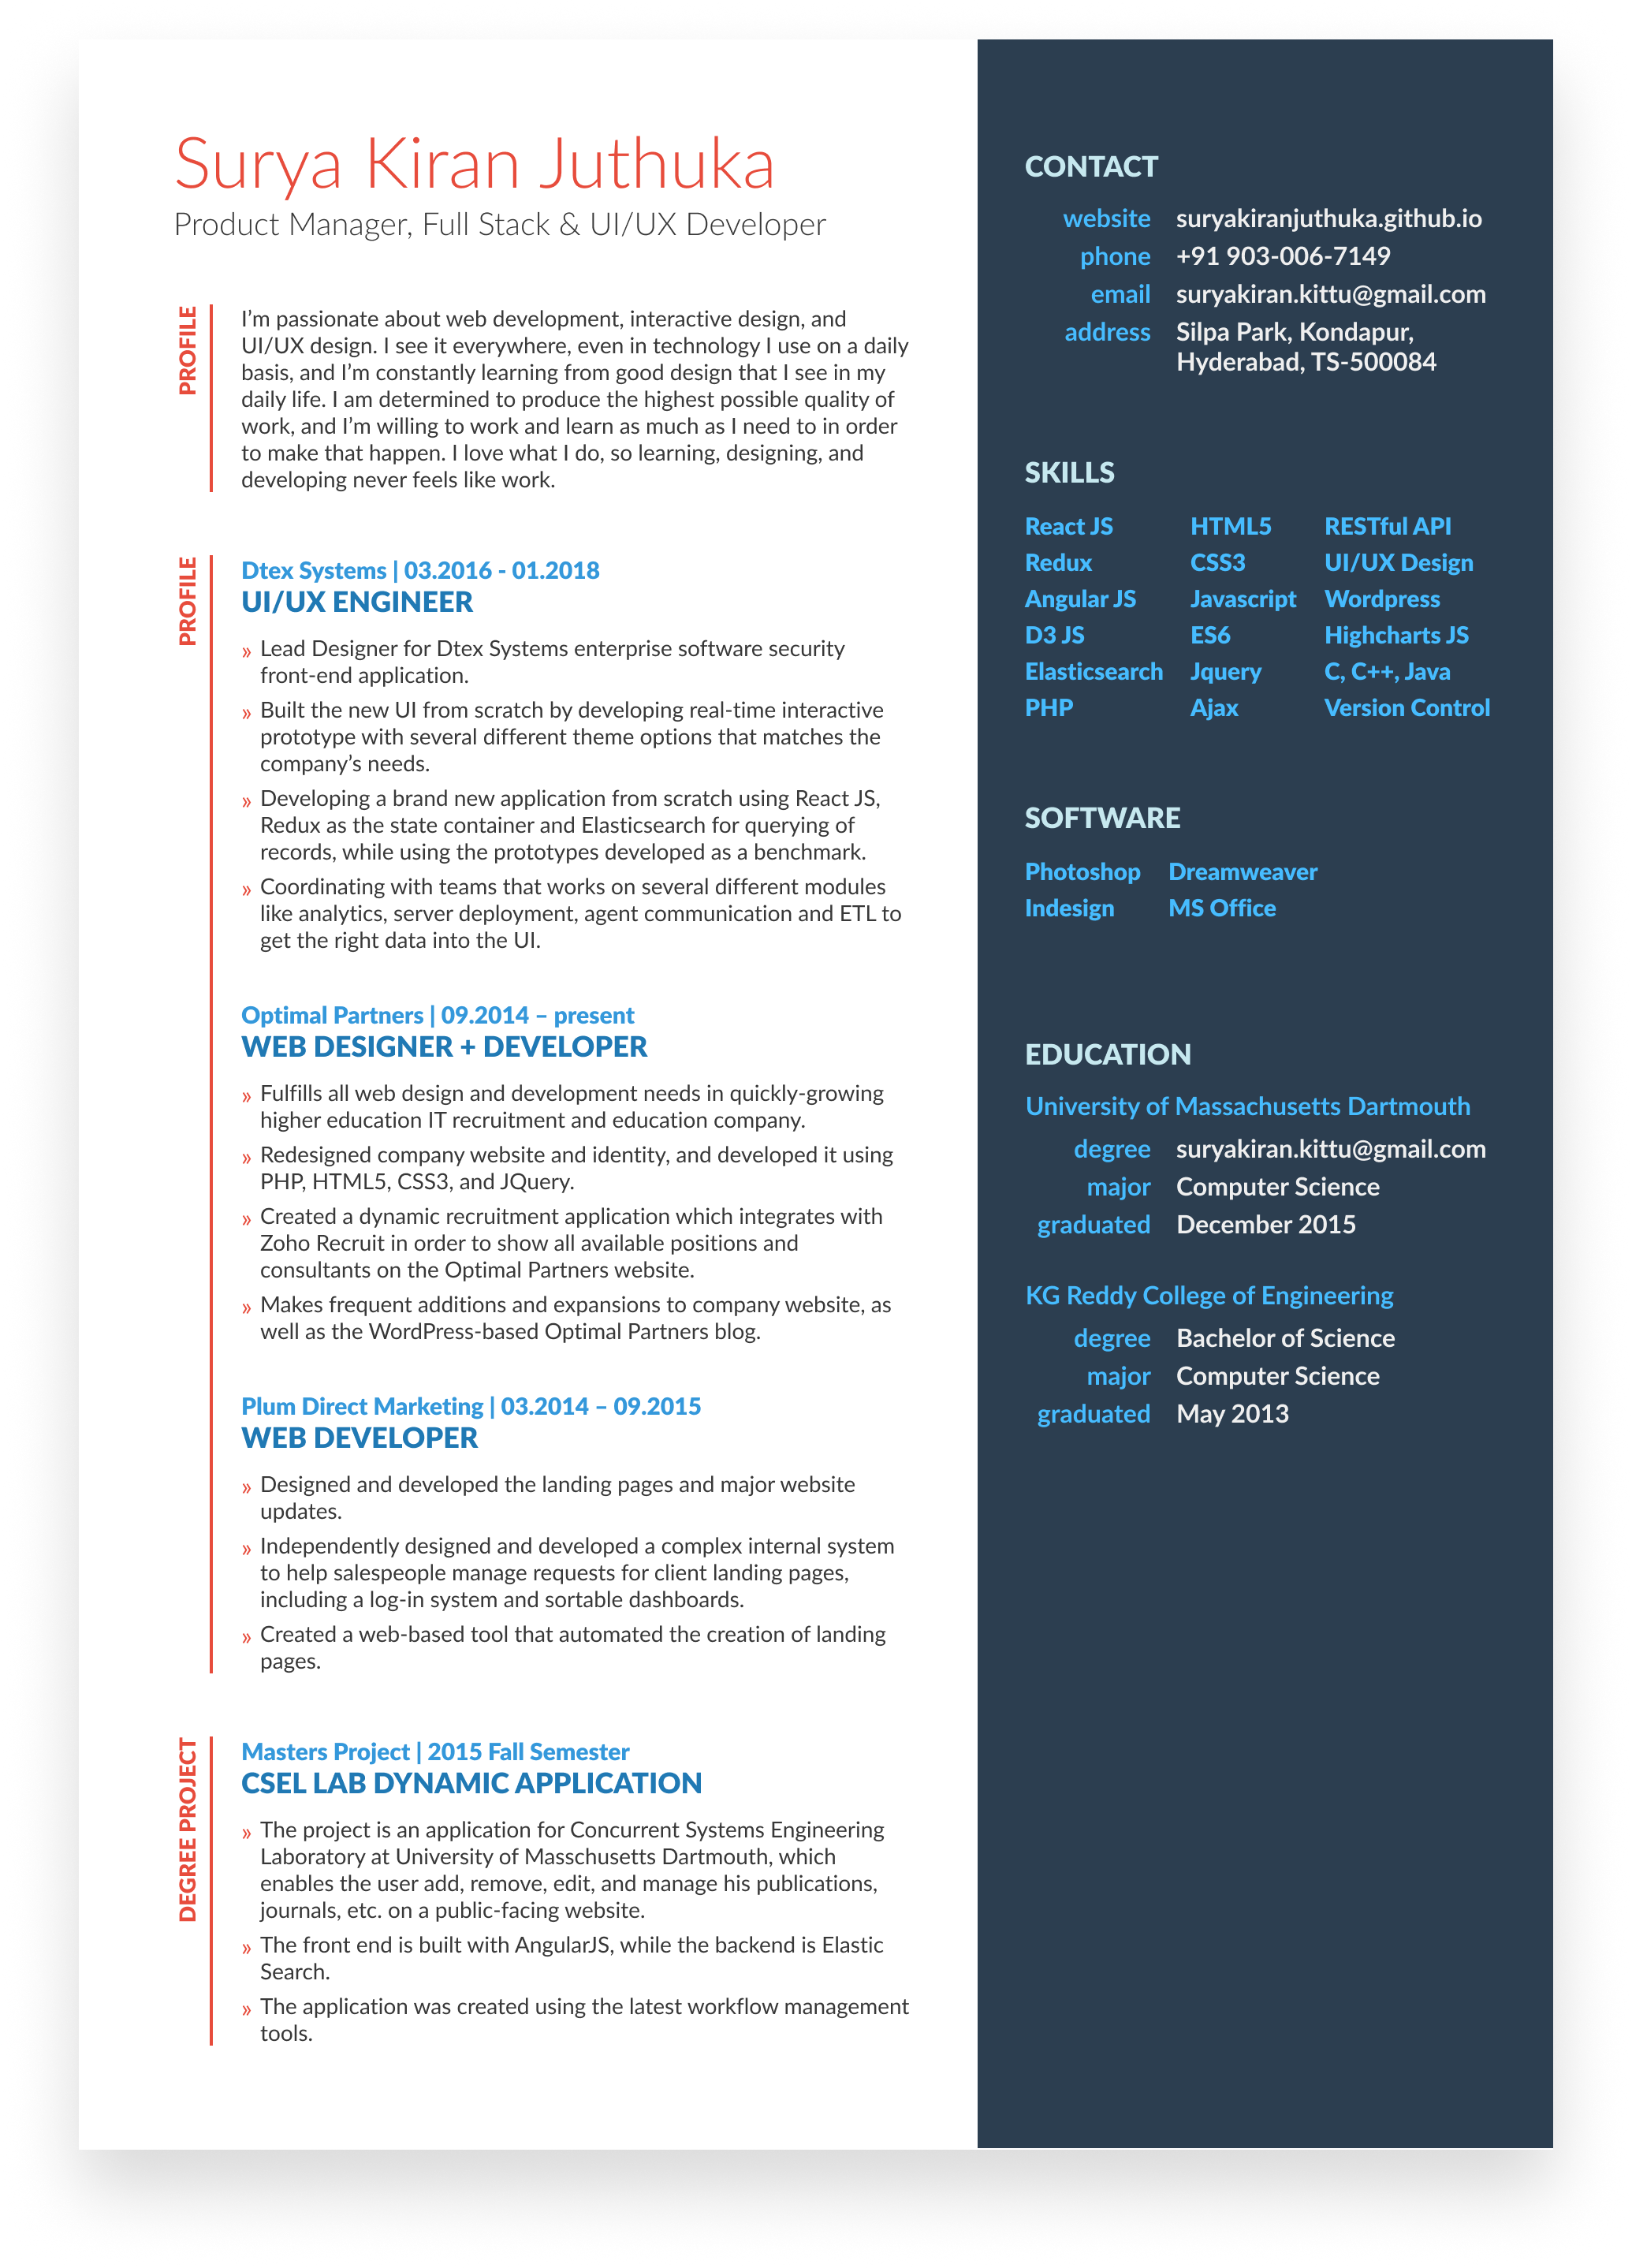 Surya Kiran Juthuka
Product Manager, Full Stack & UI/UX Developer
PROFILE
I’m passionate about web development, interactive design, and
UI/UX design. I see it everywhere, even in technology I use on a daily
basis, and I’m constantly learning from good design that I see in my
daily life. I am determined to produce the highest possible quality of
work, and I’m willing to work and learn as much as I need to in order
to make that happen. I love what I do, so learning, designing, and
developing never feels like work.
PROFILE
Dtex Systems | 03.2016 - 01.2018
UI/UX ENGINEER
» Lead Designer for Dtex Systems enterprise software security
front-end application.
» Built the new UI from scratch by developing real-time interactive
prototype with several different theme options that matches the
company’s needs.
» Developing a brand new application from scratch using React JS,
Redux as the state container and Elasticsearch for querying of
records, while using the prototypes developed as a benchmark.
» Coordinating with teams that works on several different modules
like analytics, server deployment, agent communication and ETL to
get the right data into the UI.
Optimal Partners | 09.2014 – present
WEB DESIGNER + DEVELOPER
» Fulfills all web design and development needs in quickly-growing
higher education IT recruitment and education company.
» Redesigned company website and identity, and developed it using
PHP, HTML5, CSS3, and JQuery.
» Created a dynamic recruitment application which integrates with
Zoho Recruit in order to show all available positions and
consultants on the Optimal Partners website.
» Makes frequent additions and expansions to company website, as
well as the WordPress-based Optimal Partners blog.
Plum Direct Marketing | 03.2014 – 09.2015
WEB DEVELOPER
» Designed and developed the landing pages and major website
updates.
» Independently designed and developed a complex internal system
to help salespeople manage requests for client landing pages,
including a log-in system and sortable dashboards.
» Created a web-based tool that automated the creation of landing
pages.
DEGREE PROJECT
Masters Project | 2015 Fall Semester
CSEL LAB DYNAMIC APPLICATION
» The project is an application for Concurrent Systems Engineering
Laboratory at University of Masschusetts Dartmouth, which
enables the user add, remove, edit, and manage his publications,
journals, etc. on a public-facing website.
» The front end is built with AngularJS, while the backend is Elastic
Search.
» The application was created using the latest workflow management
tools.
CONTACT
website suryakiranjuthuka.github.io
phone +91 903-006-7149
email suryakiran.kittu@gmail.com
address Silpa Park, Kondapur,
Hyderabad, TS-500084
SKILLS
React JS HTML5 RESTful API
Redux CSS3 UI/UX Design
Angular JS Javascript Wordpress
D3 JS ES6 Highcharts JS
Elasticsearch Jquery C, C++, Java
PHP Ajax Version Control
SOFTWARE
Photoshop Dreamweaver
Indesign MS Office
EDUCATION
University of Massachusetts Dartmouth
degree suryakiran.kittu@gmail.com
major Computer Science
graduated December 2015
KG Reddy College of Engineering
degree Bachelor of Science
major Computer Science
graduated May 2013